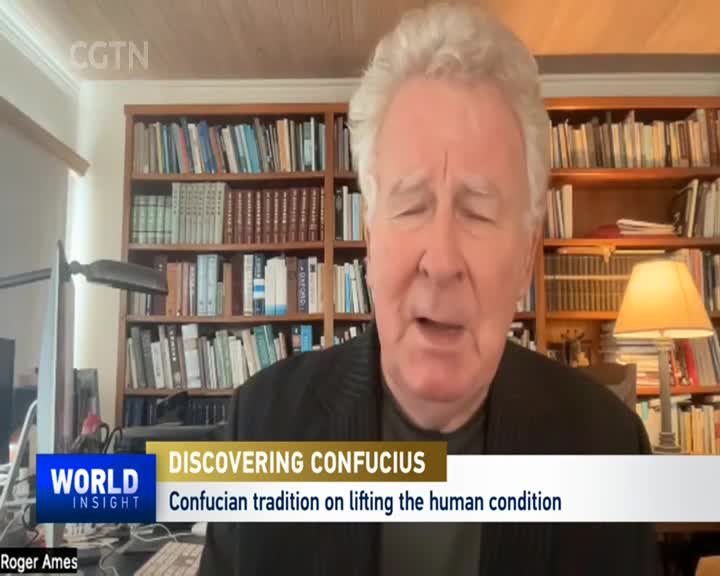 CGTN
DISCOVERING CONFUCIUS
WORLD
INSIGHT
Confucian tradition on lifting the human condition
Roger Ames